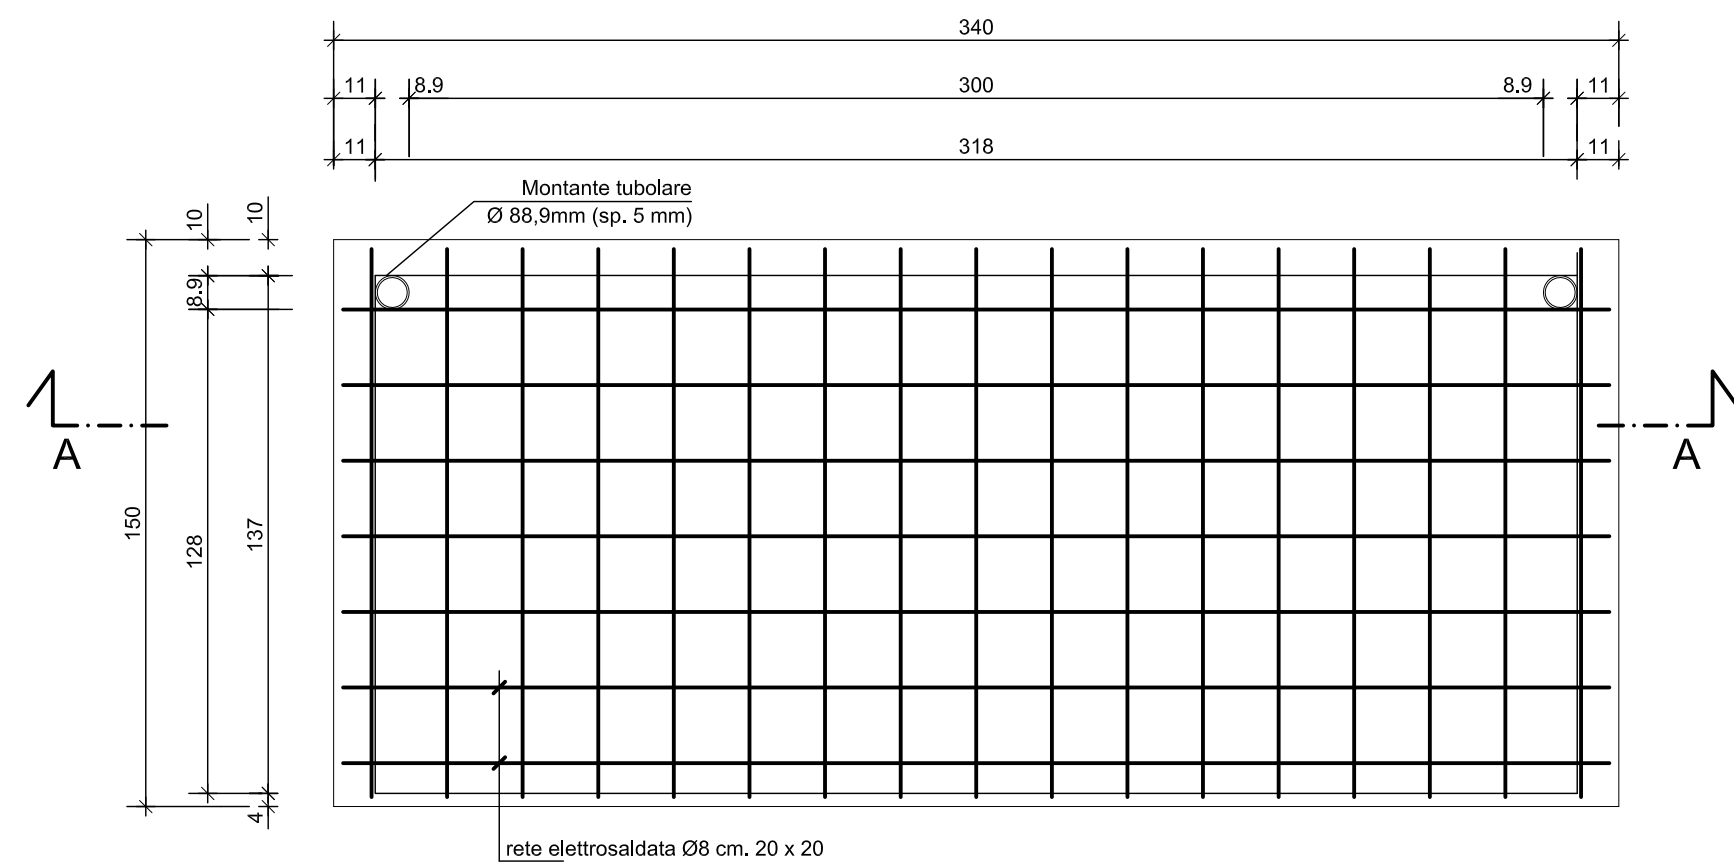 340
11 8.9 300 8.9 11
11 318 11
Montante tubolare
Ø 88,9mm (sp. 5 mm)
10 10
8.9
A A
150 128 137
4
rete elettrosaldata Ø8 cm. 20 x 20